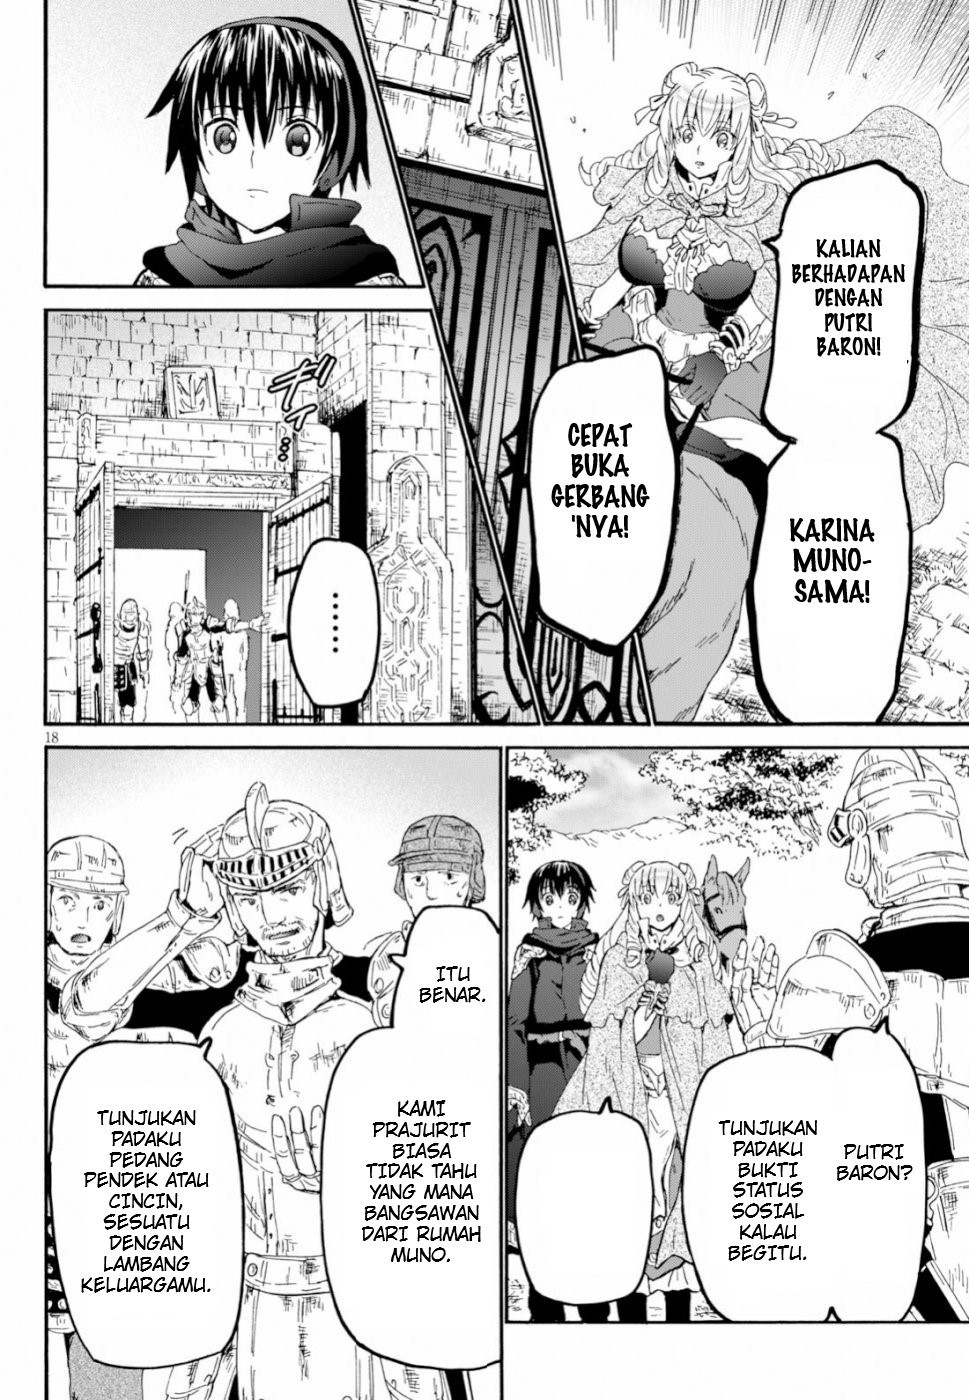 KALIAN
BERHADAPAN
DENGAN
PUTRI
BARON!
KARINA
MUNO-
SAMA!
CEPAT
BUKA
GERBANG
'NYA!
ギィ
......
18
PUTRI
BARON?
TUNJUKAN
PADAKU
BUKTI
STATUS
SOSIAL
KALAU
BEGITU.
ITU
BENAR.
KAMI
PRAJURIT
BIASA
TIDAK TAHU
YANG MANA
BANGSAWAN
DARI RUMAH
MUNO.
TUNJUKAN
PADAKU
PEDANG
PENDEK ATAU
CINCIN,
SESUATU
DENGAN
LAMBANG
KELUARGAMU.